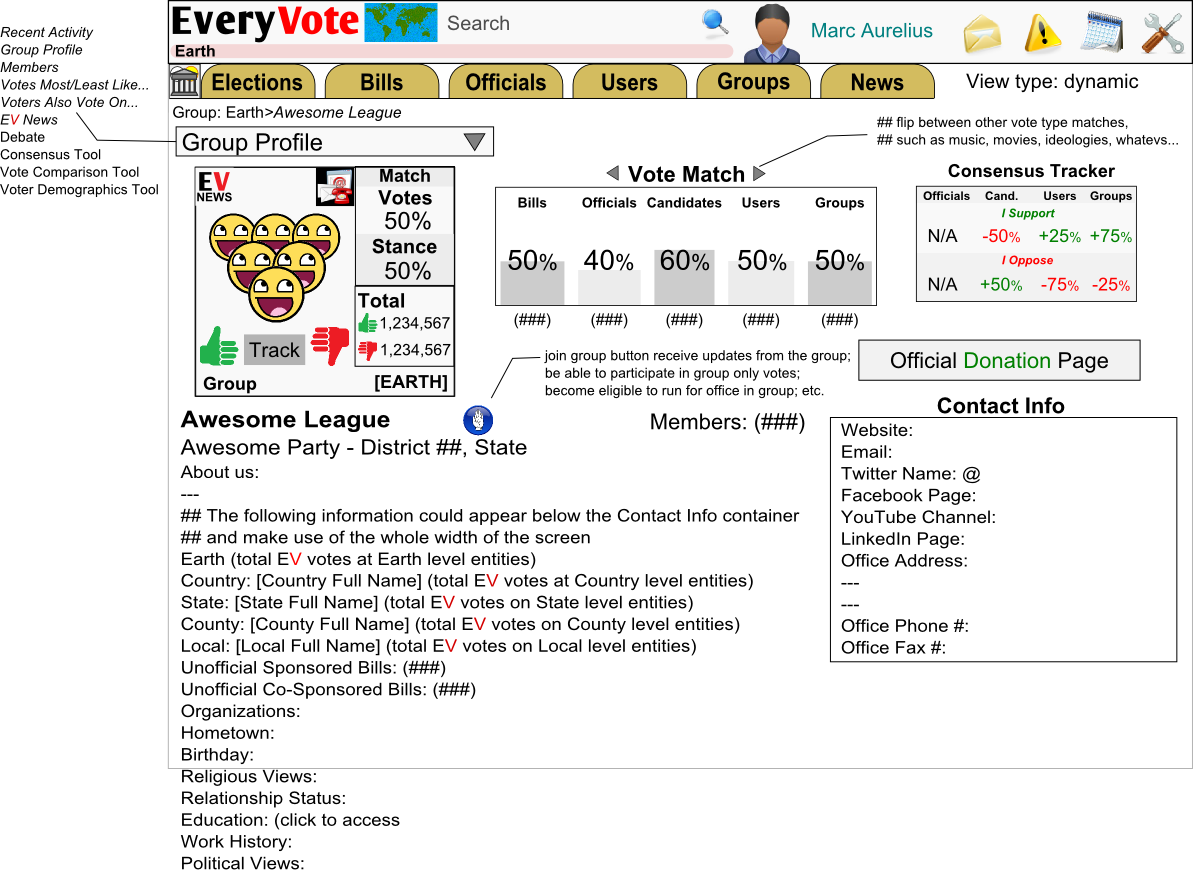 Recent Activity
Group Profile
Members
Votes Most/Least Like...
Voters Also Vote On...
EV News
Debate
Consensus Tool
Vote Comparison Tool
Voter Demographics Tool
EveryVote
Search
Marc Aurelius
Earth
Elections
Bills
Officials
Users
Groups
News
View type: dynamic
Group: Earth>Awesome League
Group Profile
## flip between other vote type matches,
## such as music, movies, ideologies, whatevs...
EV
NEWS
Match
Votes
50%
Stance
50%
Total
1,234,567
1,234,567
Track
Group
[EARTH]
Vote Match
Bills Officials Candidates Users Groups
50% 40% 60% 50% 50%
(###) (###) (###) (###) (###)
Consensus Tracker
Officials Cand. Users Groups
I Support
N/A -50% +25% +75%
I Oppose
N/A +50% -75% -25%
join group button receive updates from the group;
be able to participate in group only votes;
become eligible to run for office in group; etc.
Official Donation Page
Awesome League
Members: (###)
Awesome Party - District ##, State
About us:
---
## The following information could appear below the Contact Info container
## and make use of the whole width of the screen
Earth (total EV votes at Earth level entities)
Country: [Country Full Name] (total EV votes at Country level entities)
State: [State Full Name] (total EV votes on State level entities)
County: [County Full Name] (total EV votes on County level entities)
Local: [Local Full Name] (total EV votes on Local level entities)
Unofficial Sponsored Bills: (###)
Unofficial Co-Sponsored Bills: (###)
Organizations:
Hometown:
Birthday:
Religious Views:
Relationship Status:
Education: (click to access
Work History:
Political Views:
Contact Info
Website:
Email:
Twitter Name: @
Facebook Page:
YouTube Channel:
LinkedIn Page:
Office Address:
---
---
Office Phone #:
Office Fax #: